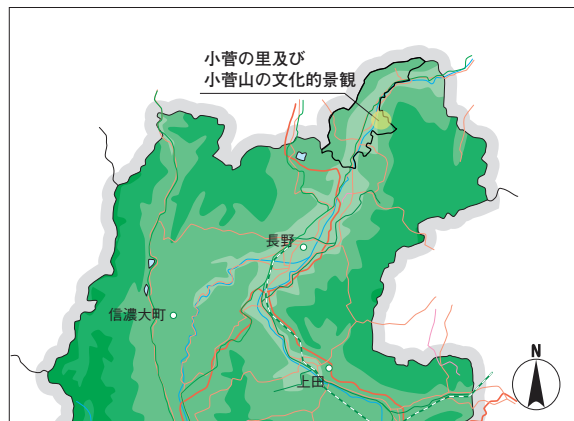 小菅の里及び
小菅山の文化的景観
長野
信濃大町
上田
N